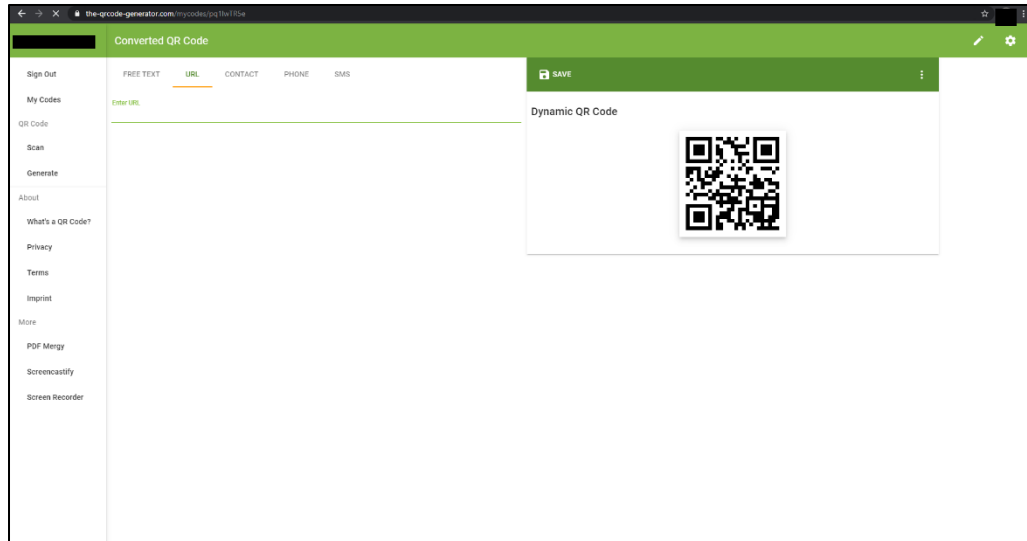 the-qrcode-generator.com/mycodes/pq1IwTR5e
Converted QR Code
Sign Out
My Codes
QR Code
Scan
Generate
About
What's a QR Code?
Privacy
Terms
Imprint
More
PDF Mergy
Screencastify
Screen Recorder
FREE TEXT URL CONTACT PHONE SMS
Enter URL
SAVE
Dynamic QR Code